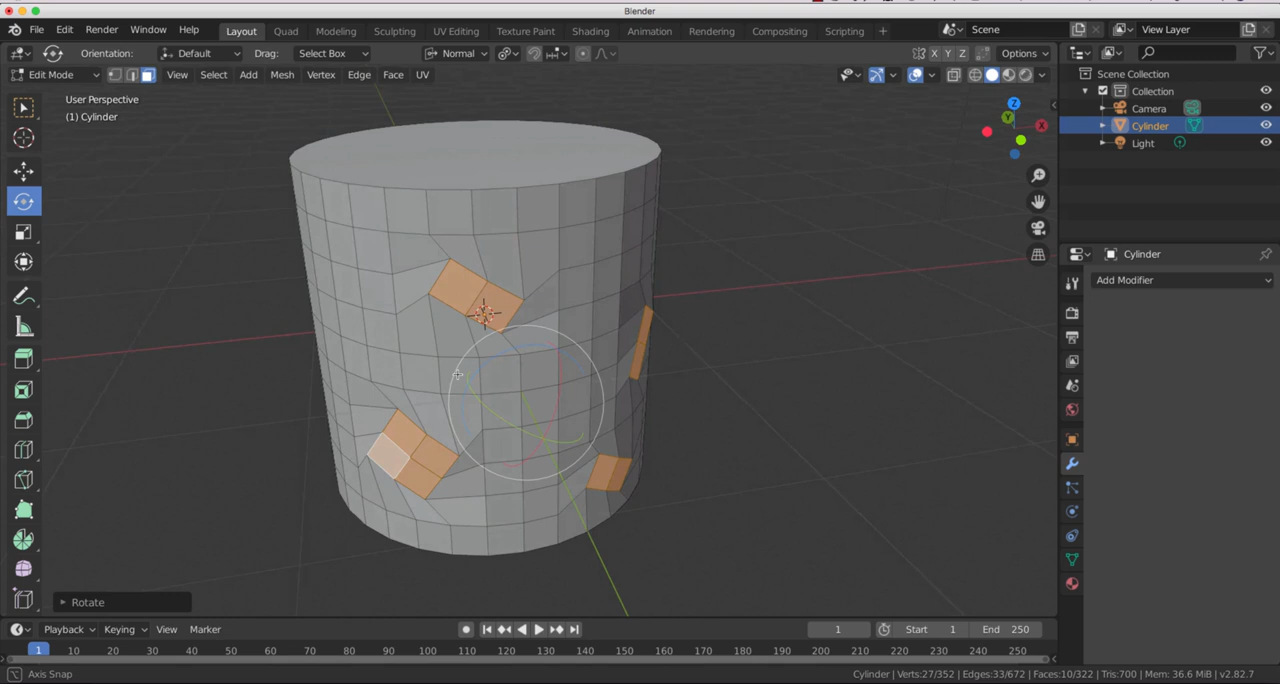 Blender
File Edit Render Window Help Layout Quad Modeling Sculpting UV Editing Texture Paint Shading Animation Rendering Compositing Scripting + Scene View Layer
Orientation: Default Drag: Select Box Normal X Y Z Options
Edit Mode View Select Add Mesh Vertex Edge Face UV
User Perspective
(1) Cylinder
Z
Y
X
Scene Collection
Collection
Camera
Cylinder
Light
Cylinder
Add Modifier
Rotate
Playback Keying View Marker 1 Start 1 End 250
1 10 20 30 40 50 60 70 80 90 100 110 120 130 140 150 160 170 180 190 200 210 220 230 240 250
Axis Snap
Cylinder | Verts:27/352 | Edges:33/672 | Faces:10/322 | Tris:700 | Mem: 36.6 MiB | v2.82.7